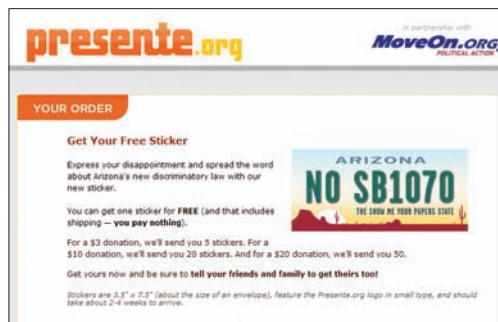 presente.org
in partnership with
MoveOn.ORG
POLITICAL ACTION
YOUR ORDER
Get Your Free Sticker
Express your disappointment and spread the word
about Arizona's new discriminatory law with
our new sticker.
You can get one sticker for FREE (and that includes
shipping — you pay nothing).
For a $3 donation, we'll send you 5 stickers. For a
$10 donation, we'll send you 20 stickers. And for a $20 donation, we'll send you 50.
Get yours now and be sure to tell your friends and family to get theirs too!
Stickers are 3.5" x 7.5" (about the size of an envelope), feature the Presente.org logo in small type, and should
take about 2-4 weeks to arrive.
ARIZONA
NO SB1070
THE SHOW ME YOUR PAPERS STATE